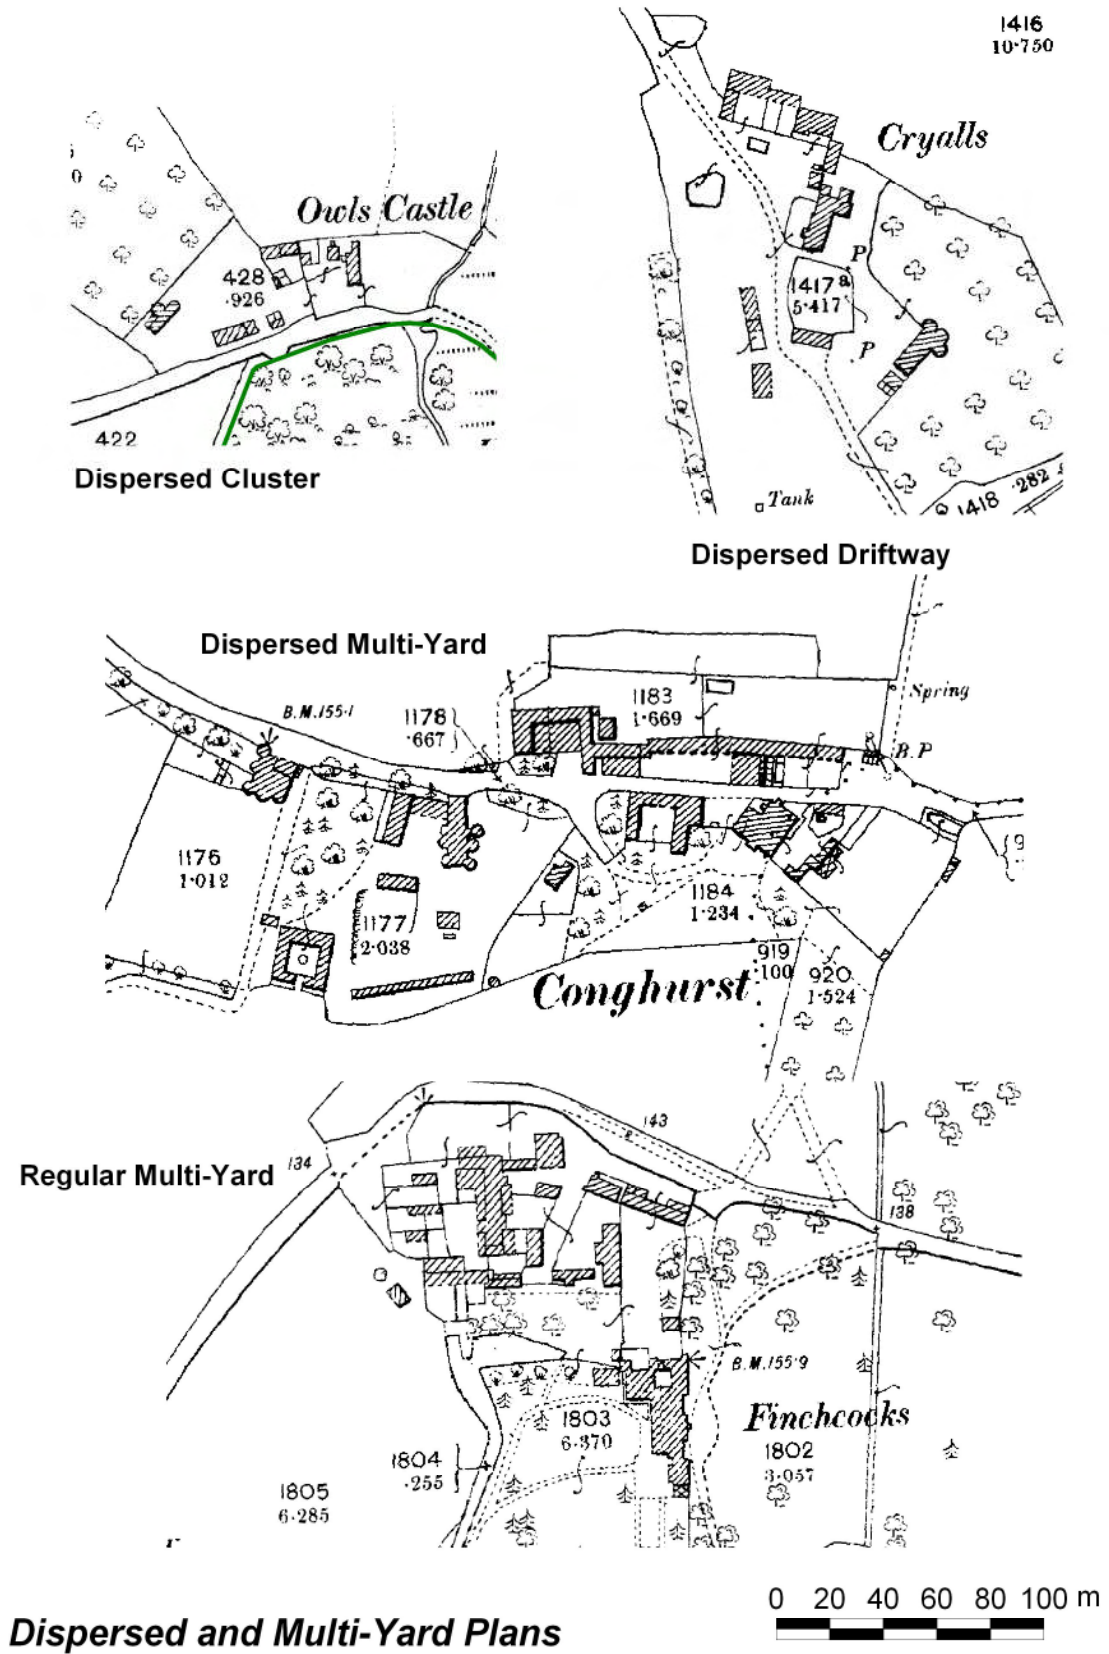 1416
10·750
Cryalls
Owls Castle
0
428
·926
422
Dispersed Cluster
P
1417ª
5·417
P
Tank
1418
·282
Dispersed Driftway
Dispersed Multi-Yard
B.M.155·1
1178
·667
1183
1·669
Spring
B.P
1176
1·012
1177
2·038
1184
1·234
919
·100
920
1·524
Conghurst
Regular Multi-Yard
134
143
138
B.M.155·9
Finchcocks
1802
3·057
1803
6·370
1804
·255
1805
6·285
0 20 40 60 80 100 m
Dispersed and Multi-Yard Plans